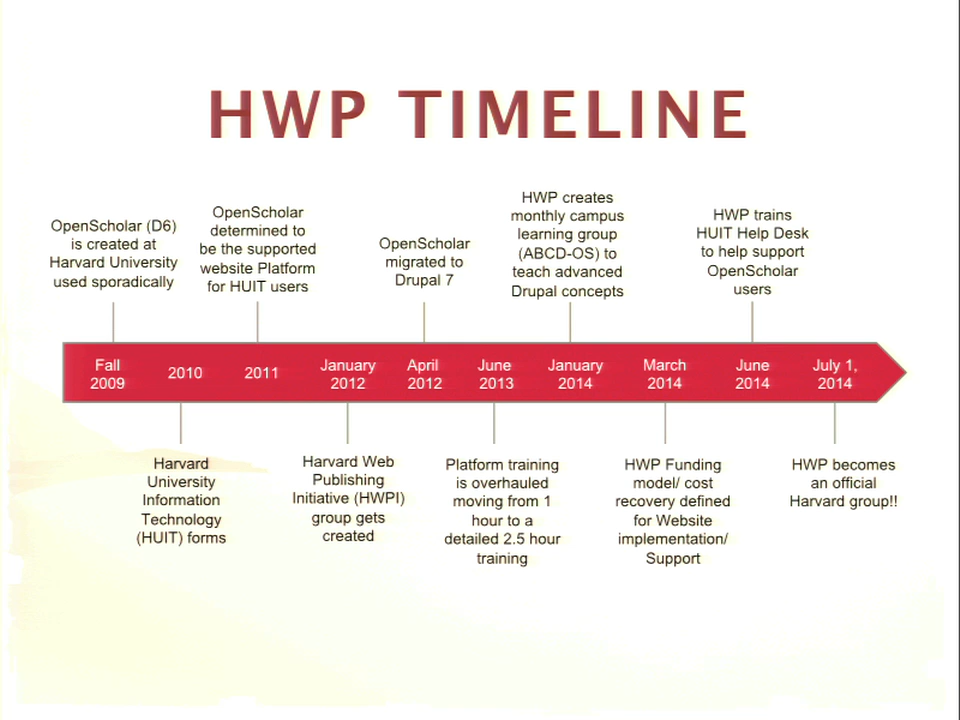 HWP TIMELINE
OpenScholar (D6)
is created at
Harvard University
used sporadically
OpenScholar
determined to
be the supported
website Platform
for HUIT users
OpenScholar
migrated to
Drupal 7
HWP creates
monthly campus
learning group
(ABCD-OS) to
teach advanced
Drupal concepts
HWP trains
HUIT Help Desk
to help support
OpenScholar
users
Fall
2009
2010
2011
January
2012
April
2012
June
2013
January
2014
March
2014
June
2014
July 1,
2014
Harvard
University
Information
Technology
(HUIT) forms
Harvard Web
Publishing
Initiative (HWPI)
group gets
created
Platform training
is overhauled
moving from 1
hour to a
detailed 2.5 hour
training
HWP Funding
model/ cost
recovery defined
for Website
implementation/
Support
HWP becomes
an official
Harvard group!!